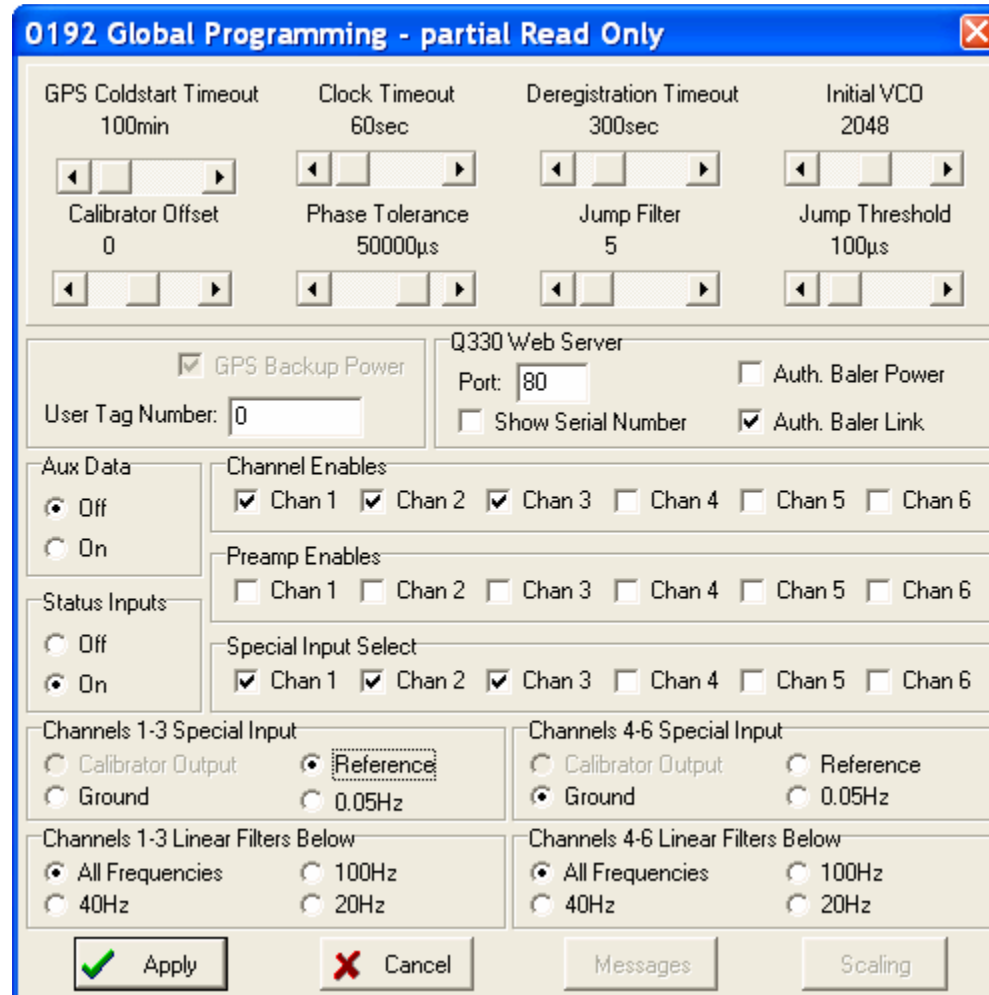 0192 Global Programming - partial Read Only
GPS Coldstart Timeout Clock Timeout Deregistration Timeout Initial VCO
100min 60sec 300sec 2048
Calibrator Offset Phase Tolerance Jump Filter Jump Threshold
0 50000µs 5 100µs
GPS Backup Power
User Tag Number: 0
Q330 Web Server
Port: 80 Auth. Baler Power
Show Serial Number Auth. Baler Link
Aux Data
Off
On
Status Inputs
Off
On
Channel Enables
Chan 1 Chan 2 Chan 3 Chan 4 Chan 5 Chan 6
Preamp Enables
Chan 1 Chan 2 Chan 3 Chan 4 Chan 5 Chan 6
Special Input Select
Chan 1 Chan 2 Chan 3 Chan 4 Chan 5 Chan 6
Channels 1-3 Special Input
Calibrator Output Reference
Ground 0.05Hz
Channels 4-6 Special Input
Calibrator Output Reference
Ground 0.05Hz
Channels 1-3 Linear Filters Below
All Frequencies 100Hz
40Hz 20Hz
Channels 4-6 Linear Filters Below
All Frequencies 100Hz
40Hz 20Hz
Apply Cancel Messages Scaling